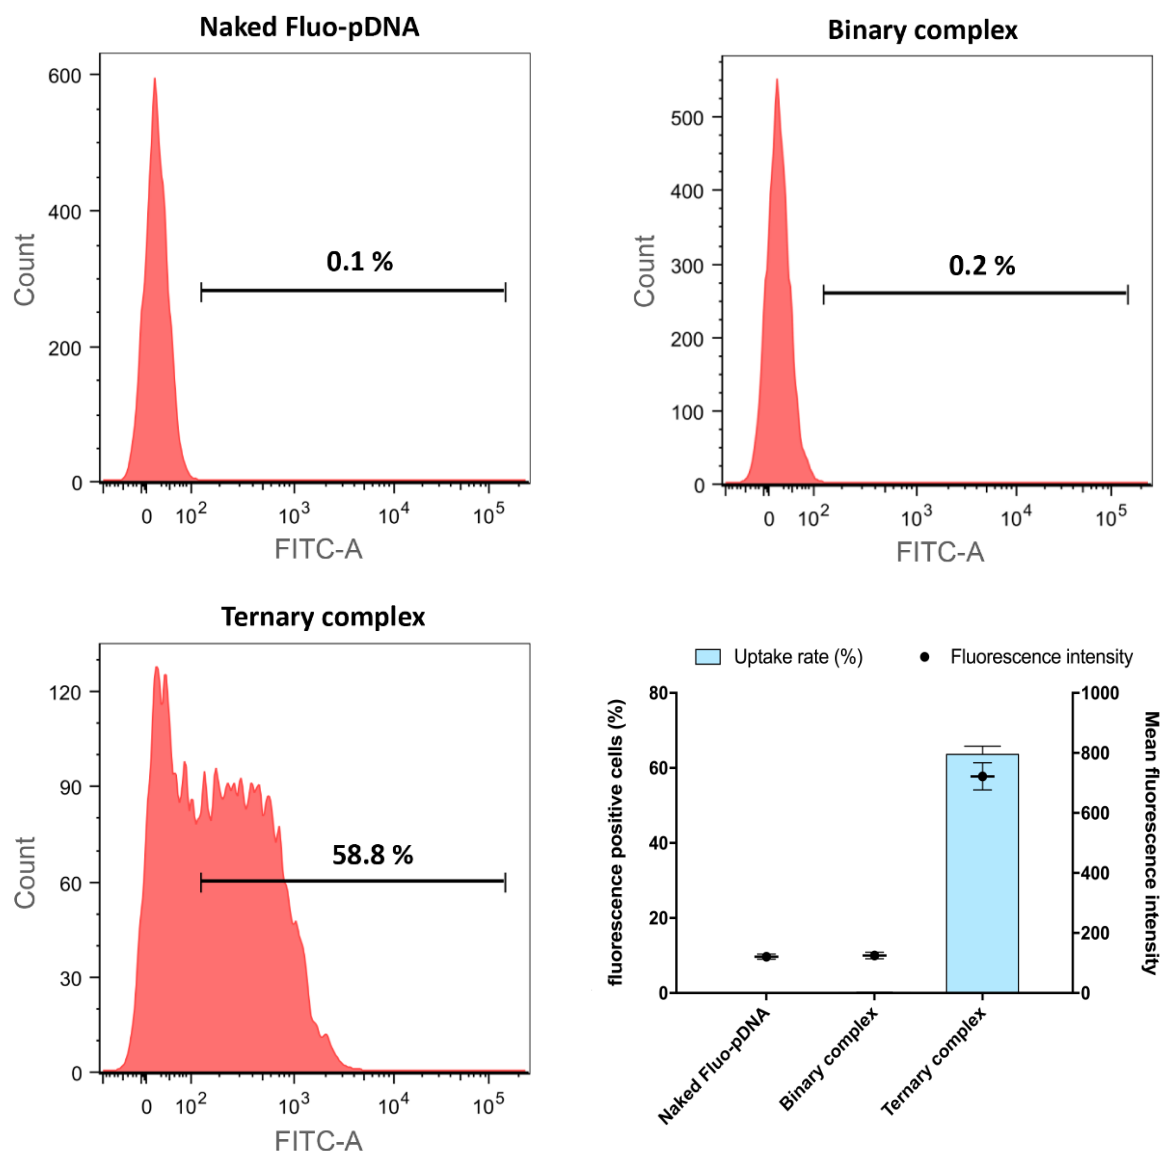 Naked Fluo-pDNA
600
400
200
0
Count
0.1 %
0 10² 10³ 10⁴ 10⁵
FITC-A
Binary complex
500
400
300
200
100
0
Count
0.2 %
0 10² 10³ 10⁴ 10⁵
FITC-A
Ternary complex
120
90
60
30
0
Count
58.8 %
0 10² 10³ 10⁴ 10⁵
FITC-A
Uptake rate (%) Fluorescence intensity
fluorescence positive cells (%)
80
60
40
20
0
1000
800
600
400
200
0
Mean fluorescence
intensity
Naked Fluo-pDNA
Binary complex
Ternary complex